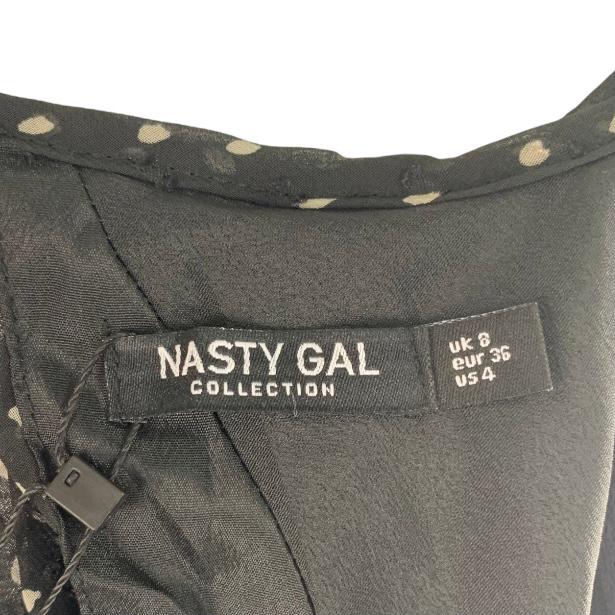 NASTY GAL
COLLECTION
uk 8
eur 36
us 4